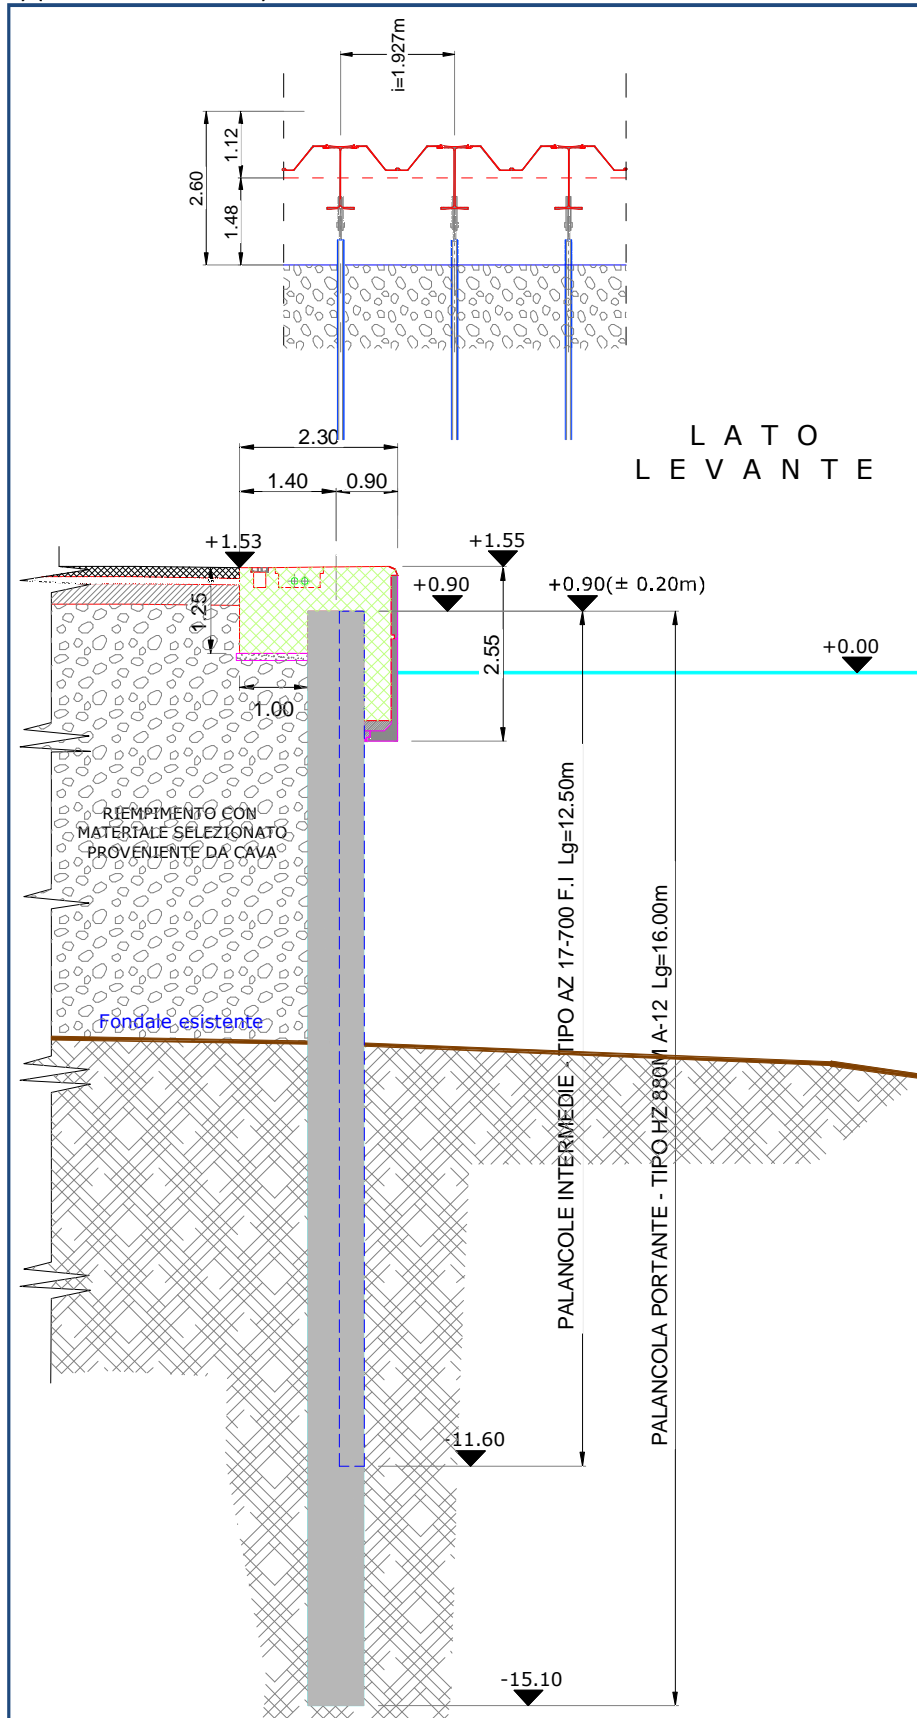 i=1.927m
1.12
2.60
1.48
L A T O
L E V A N T E
2.30
1.40
0.90
+1.53
+1.55
+0.90
+0.90(± 0.20m)
1.25
2.55
+0.00
1.00
RIEMPIMENTO CON
MATERIALE SELEZIONATO
PROVENIENTE DA CAVA
PALANCOLE INTERMEDIE - TIPO AZ 17-700 F.I Lg=12.50m
PALANCOLA PORTANTE - TIPO HZ 880M A-12 Lg=16.00m
Fondale esistente
-11.60
-15.10